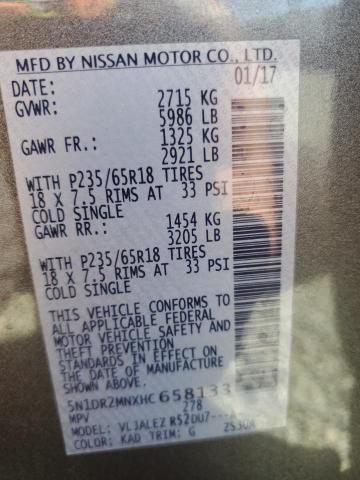 MFD BY NISSAN MOTOR CO., LTD.
DATE: 01/17
GVWR: 2715 KG
5986 LB
GAWR FR.: 1325 KG
2921 LB
WITH P235/65R18 TIRES
18 X 7.5 RIMS AT 33 PSI
COLD SINGLE
GAWR RR.: 1454 KG
3205 LB
WITH P235/65R18 TIRES
18 X 7.5 RIMS AT 33 PSI
COLD SINGLE
THIS VEHICLE CONFORMS TO
ALL APPLICABLE FEDERAL
MOTOR VEHICLE SAFETY AND
THEFT PREVENTION
STANDARDS IN EFFECT ON
THE DATE OF MANUFACTURE
SHOWN ABOVE.
5N1DR2MNXHC658133
MPV 278
MODEL: VLJALEZ R52DU7---
COLOR: KAD TRIM: G